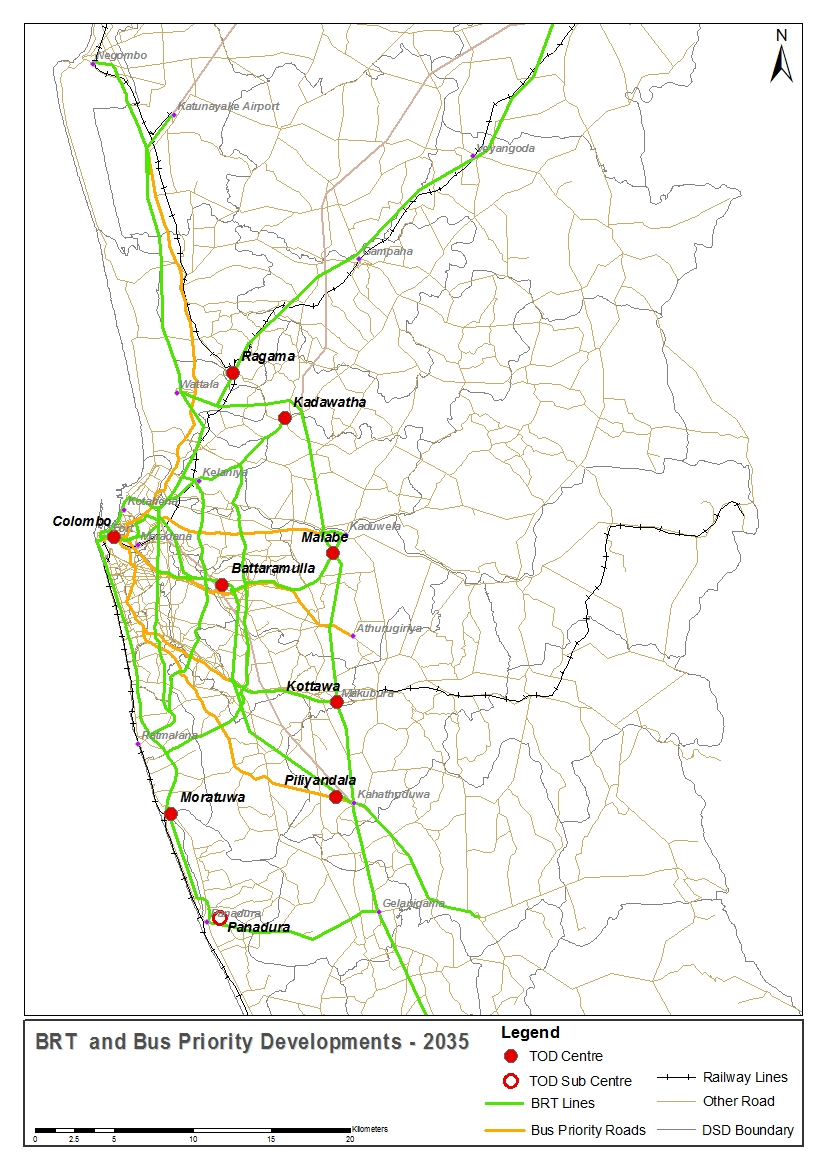 N
Negombo
Katunayake Airport
Veyangoda
Gampaha
Ragama
Wattala
Kadawatha
Kelaniya
Kotahena
Colombo
Fort
Maradana
Kaduwela
Malabe
Battaramulla
Athurugiriya
Kottawa
Makubura
Ratmalana
Piliyandala
Kahathuduwa
Moratuwa
Gelanigama
Panadura
Panadura
BRT and Bus Priority Developments - 2035
Legend
TOD Centre
TOD Sub Centre
BRT Lines
Bus Priority Roads
Railway Lines
Other Road
DSD Boundary
Kilometers
0 2.5 5 10 15 20